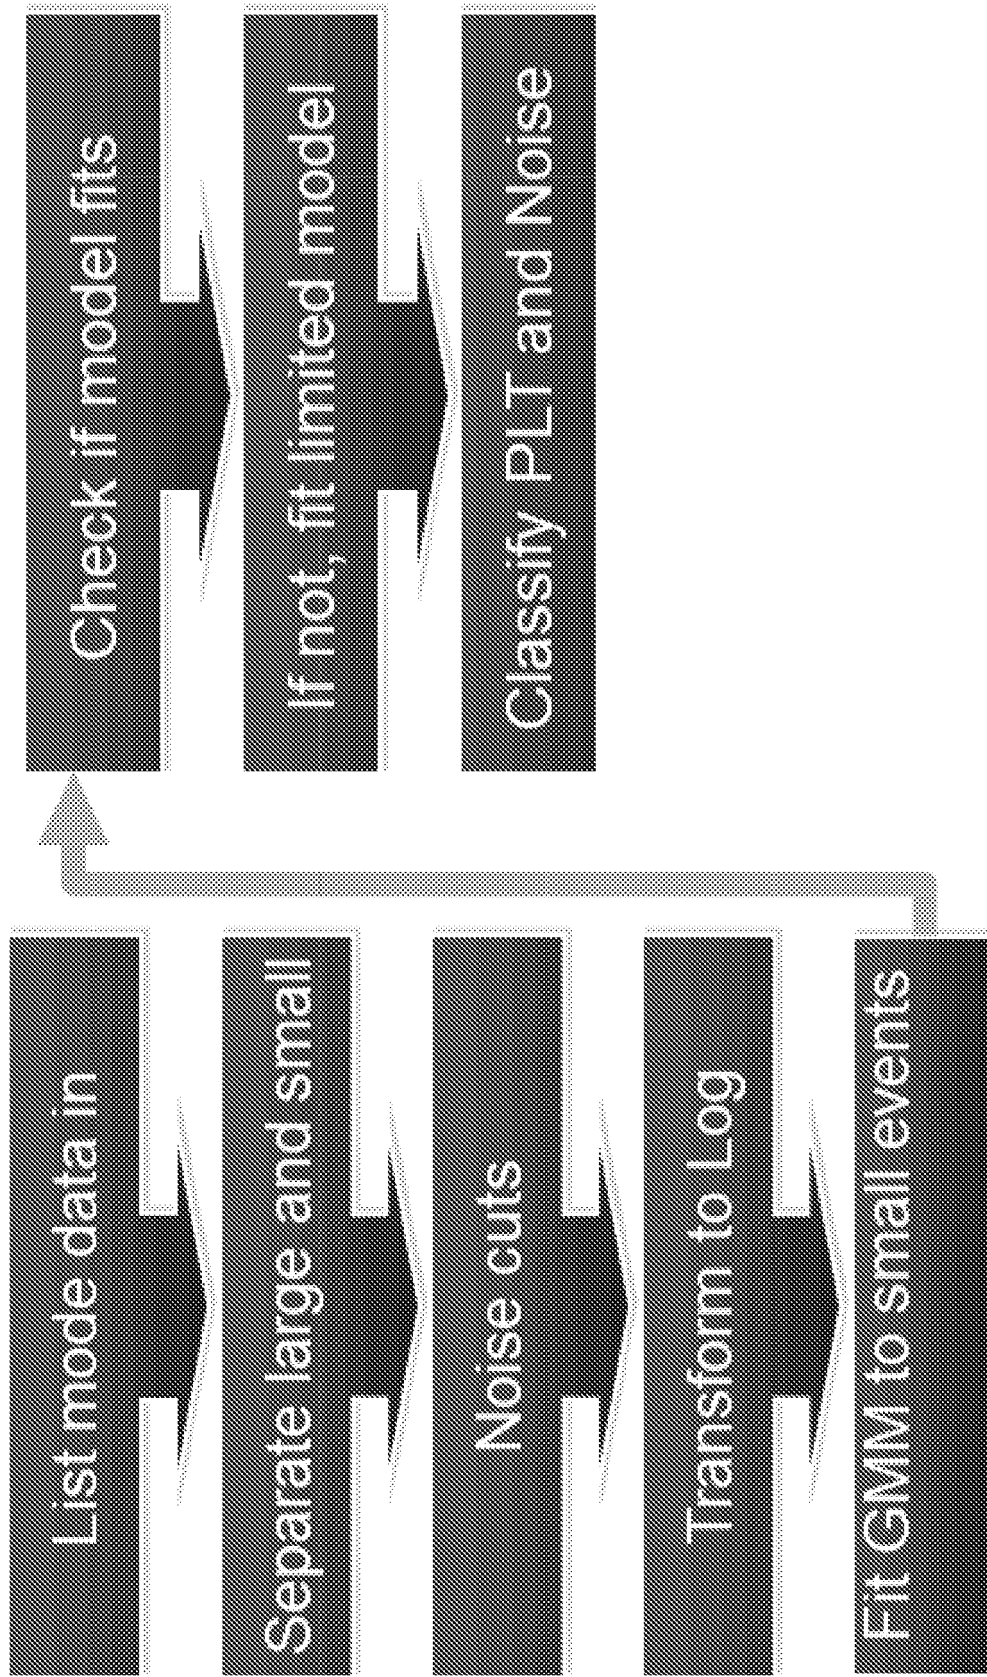 List mode data in
Separate large and small
Noise cuts
Transform to Log
Fit GMM to small events
Check if model fits
If not, fit limited model
Classify PLT and Noise